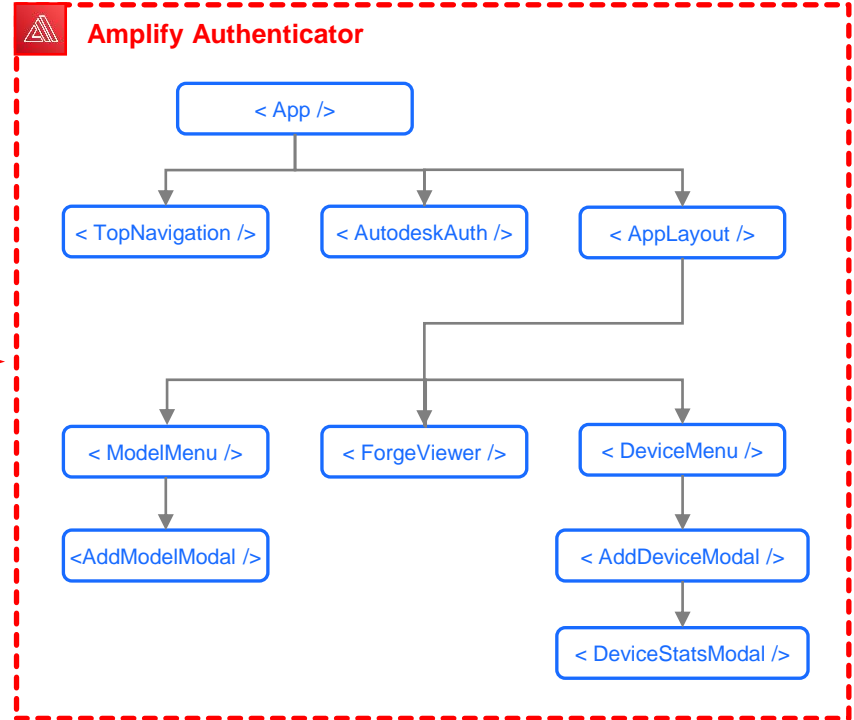 Amplify Authenticator
< App />
< TopNavigation />
< AutodeskAuth />
< AppLayout />
< ModelMenu />
< ForgeViewer />
< DeviceMenu />
<AddModelModal />
< AddDeviceModal />
< DeviceStatsModal />